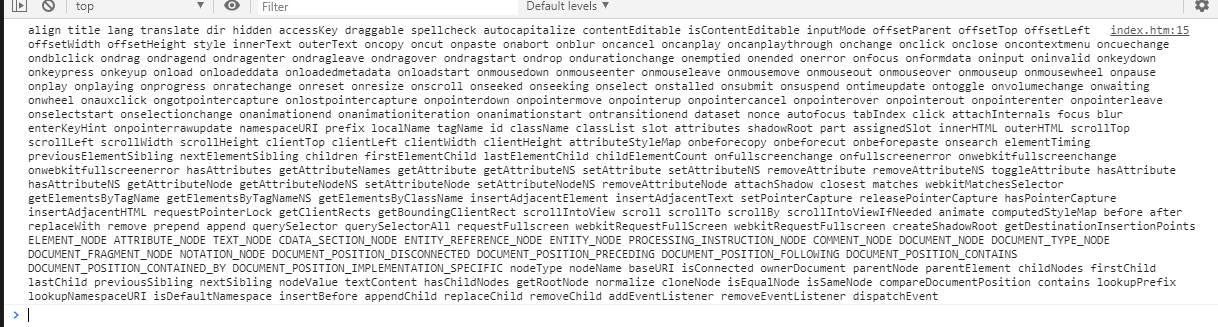 top Filter Default levels
align title lang translate dir hidden accessKey draggable spellcheck autocapitalize contentEditable isContentEditable inputMode offsetParent offsetTop offsetLeft index.htm:15
offsetWidth offsetHeight style innerText outerText oncopy oncut onpaste onabort onblur oncancel oncanplay oncanplaythrough onchange onclick onclose oncontextmenu oncuechange
ondblclick ondrag ondragend ondragenter ondragleave ondragover ondragstart ondrop ondurationchange onemptied onended onerror onfocus onformdata oninput oninvalid onkeydown
onkeypress onkeyup onload onloadeddata onloadedmetadata onloadstart onmousedown onmouseenter onmouseleave onmousemove onmouseout onmouseover onmouseup onmousewheel onpause
onplay onplaying onprogress onratechange onreset onresize onscroll onseeked onseeking onselect onstalled onsubmit onsuspend ontimeupdate ontoggle onvolumechange onwaiting
onwheel onauxclick ongotpointercapture onlostpointercapture onpointerdown onpointermove onpointerup onpointercancel onpointerover onpointerout onpointerenter onpointerleave
onselectstart onselectionchange onanimationend onanimationiteration onanimationstart ontransitionend dataset nonce autofocus tabIndex click attachInternals focus blur
enterKeyHint onpointerrawupdate namespaceURI prefix localName tagName id className classList slot attributes shadowRoot part assignedSlot innerHTML outerHTML scrollTop
scrollLeft scrollWidth scrollHeight clientTop clientLeft clientWidth clientHeight attributeStyleMap onbeforecopy onbeforecut onbeforepaste onsearch elementTiming
previousElementSibling nextElementSibling children firstElementChild lastElementChild childElementCount onfullscreenchange onfullscreenerror onwebkitfullscreenchange
onwebkitfullscreenerror hasAttributes getAttributeNames getAttribute getAttributeNS setAttribute setAttributeNS removeAttribute removeAttributeNS toggleAttribute hasAttribute
hasAttributeNS getAttributeNode getAttributeNodeNS setAttributeNode setAttributeNodeNS removeAttributeNode attachShadow closest matches webkitMatchesSelector
getElementsByTagName getElementsByTagNameNS getElementsByClassName insertAdjacentElement insertAdjacentText setPointerCapture releasePointerCapture hasPointerCapture
insertAdjacentHTML requestPointerLock getClientRects getBoundingClientRect scrollIntoView scroll scrollTo scrollBy scrollIntoViewIfNeeded animate computedStyleMap before after
replaceWith remove prepend append querySelector querySelectorAll requestFullscreen webkitRequestFullScreen webkitRequestFullscreen createShadowRoot getDestinationInsertionPoints
ELEMENT_NODE ATTRIBUTE_NODE TEXT_NODE CDATA_SECTION_NODE ENTITY_REFERENCE_NODE ENTITY_NODE PROCESSING_INSTRUCTION_NODE COMMENT_NODE DOCUMENT_NODE DOCUMENT_TYPE_NODE
DOCUMENT_FRAGMENT_NODE NOTATION_NODE DOCUMENT_POSITION_DISCONNECTED DOCUMENT_POSITION_PRECEDING DOCUMENT_POSITION_FOLLOWING DOCUMENT_POSITION_CONTAINS
DOCUMENT_POSITION_CONTAINED_BY DOCUMENT_POSITION_IMPLEMENTATION_SPECIFIC nodeType nodeName baseURI isConnected ownerDocument parentNode parentElement childNodes firstChild
lastChild previousSibling nextSibling nodeValue textContent hasChildNodes getRootNode normalize cloneNode isEqualNode isSameNode compareDocumentPosition contains lookupPrefix
lookupNamespaceURI isDefaultNamespace insertBefore appendChild replaceChild removeChild addEventListener removeEventListener dispatchEvent